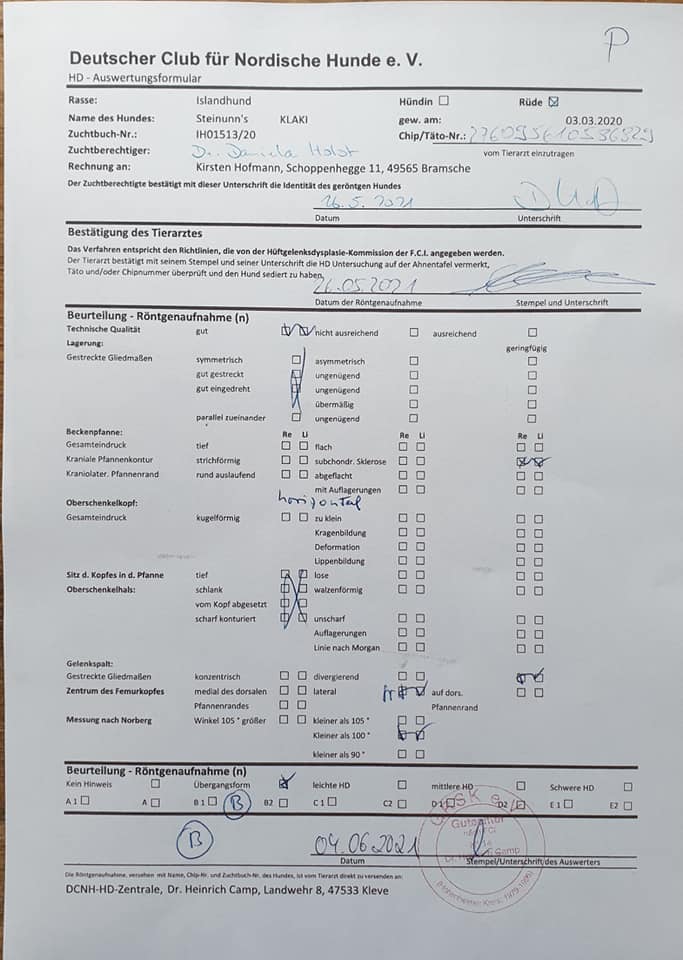 P
Deutscher Club für Nordische Hunde e. V.
HD - Auswertungsformular
Rasse: Islandhund Hündin ☐ Rüde ☒
Name des Hundes: Steinunn's KLAKI gew. am: 03.03.2020
Zuchtbuch-Nr.: IH01513/20 Chip/Täto-Nr.:
Zuchtberechtiger: Dr. Daniela Holst vom Tierarzt einzutragen
Rechnung an: Kirsten Hofmann, Schoppenhegge 11, 49565 Bramsche
Der Zuchtberechtigte bestätigt mit dieser Unterschrift die Identität des geröntgen Hundes
26.5. 2021
Datum Unterschrift
Bestätigung des Tierarztes
Das Verfahren entspricht den Richtlinien, die von der Hüftgelenksdysplasie-Kommission der F.C.I. angegeben werden.
Der Tierarzt bestätigt mit seinem Stempel und seiner Unterschrift die HD Untersuchung auf der Ahnentafel vermerkt,
Täto und/oder Chipnummer überprüft und den Hund sediert zu haben.
26.05.2021
Datum der Röntgenaufnahme Stempel und Unterschrift
Beurteilung - Röntgenaufnahme (n)
Technische Qualität gut nicht ausreichend ausreichend
Lagerung: geringfügig
Gestreckte Gliedmaßen symmetrisch asymmetrisch
gut gestreckt ungenügend
gut eingedreht ungenügend
übermäßig
parallel zueinander ungenügend
Beckenpfanne: Re Li Re Li Re Li
Gesamteindruck tief flach
Kraniale Pfannenkontur strichförmig subchondr. Sklerose
Kraniolater. Pfannenrand rund auslaufend abgeflacht
mit Auflagerungen
Oberschenkelkopf: horizontal
Gesamteindruck kugelförmig zu klein
Kragenbildung
Deformation
Lippenbildung
Sitz d. Kopfes in d. Pfanne tief lose
Oberschenkelhals: schlank walzenförmig
vom Kopf abgesetzt
scharf konturiert unscharf
Auflagerungen
Linie nach Morgan
Gelenkspalt:
Gestreckte Gliedmaßen konzentrisch divergierend
Zentrum des Femurkopfes medial des dorsalen lateral auf dors.
Pfannenrandes Pfannenrand
Messung nach Norberg Winkel 105 ° größer kleiner als 105 °
Kleiner als 100 °
kleiner als 90 °
Beurteilung - Röntgenaufnahme (n)
Kein Hinweis Übergangsform leichte HD mittlere HD Schwere HD
A 1 A B 1 B B2 C 1 C2 D 1 D2 E 1 E2
B 04.06.2021
Datum Stempel/Unterschrift des Auswerters
Die Röntgenaufnahme, versehen mit Name, Chip-Nr. und Zuchtbuch-Nr. des Hundes, ist vom Tierarzt direkt zu versenden an:
DCNH-HD-Zentrale, Dr. Heinrich Camp, Landwehr 8, 47533 Kleve